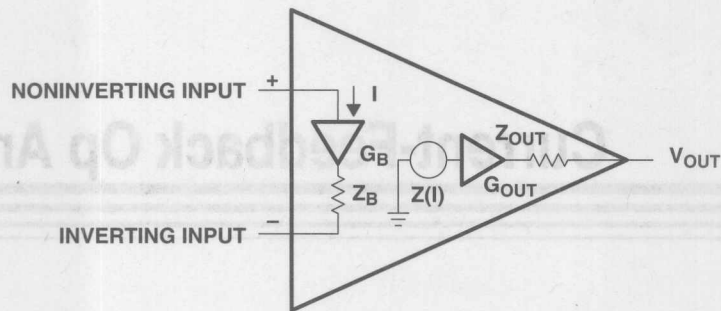 NONINVERTING INPUT
+
I
G_B
Z_B
−
INVERTING INPUT
Z(I)
G_OUT
Z_OUT
V_OUT